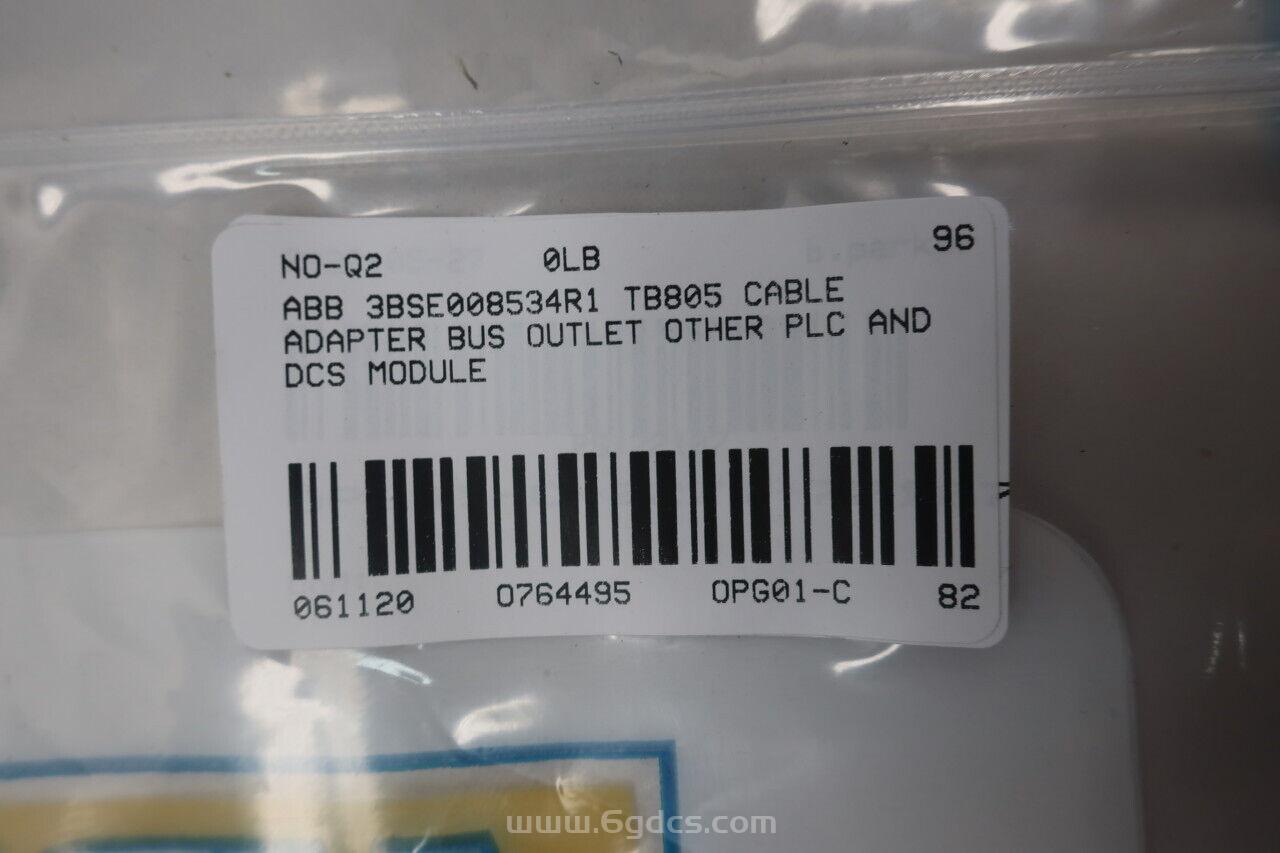 NO-Q2 0LB 96
ABB 3BSE008534R1 TB805 CABLE
ADAPTER BUS OUTLET OTHER PLC AND
DCS MODULE
061120 0764495 OPG01-C 82
www.6gdcs.com